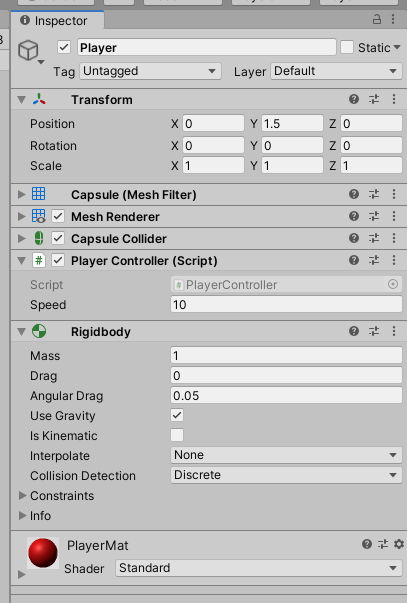 Inspector
Player
Static
Tag Untagged Layer Default
Transform
Position X 0 Y 1.5 Z 0
Rotation X 0 Y 0 Z 0
Scale X 1 Y 1 Z 1
Capsule (Mesh Filter)
Mesh Renderer
Capsule Collider
# Player Controller (Script)
Script # PlayerController
Speed 10
Rigidbody
Mass 1
Drag 0
Angular Drag 0.05
Use Gravity
Is Kinematic
Interpolate None
Collision Detection Discrete
Constraints
Info
PlayerMat
Shader Standard